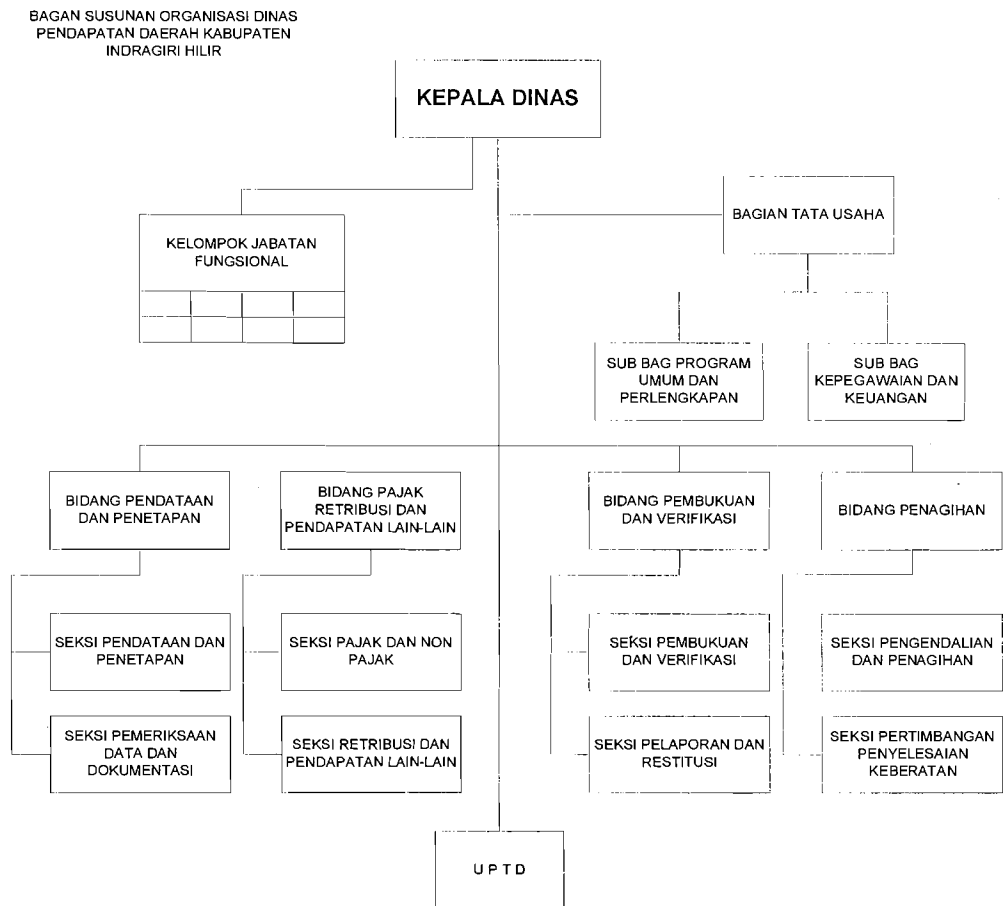 BAGAN SUSUNAN ORGANISASI DINAS
PENDAPATAN DAERAH KABUPATEN
INDRAGIRI HILIR
KEPALA DINAS
KELOMPOK JABATAN
FUNGSIONAL
BAGIAN TATA USAHA
SUB BAG PROGRAM
UMUM DAN
PERLENGKAPAN
SUB BAG
KEPEGAWAIAN DAN
KEUANGAN
BIDANG PENDATAAN
DAN PENETAPAN
BIDANG PAJAK
RETRIBUSI DAN
PENDAPATAN LAIN-LAIN
BIDANG PEMBUKUAN
DAN VERIFIKASI
BIDANG PENAGIHAN
SEKSI PENDATAAN DAN
PENETAPAN
SEKSI PAJAK DAN NON
PAJAK
SEKSI PEMBUKUAN
DAN VERIFIKASI
SEKSI PENGENDALIAN
DAN PENAGIHAN
SEKSI PEMERIKSAAN
DATA DAN
DOKUMENTASI
SEKSI RETRIBUSI DAN
PENDAPATAN LAIN-LAIN
SEKSI PELAPORAN DAN
RESTITUSI
SEKSI PERTIMBANGAN
PENYELESAIAN
KEBERATAN
U P T D